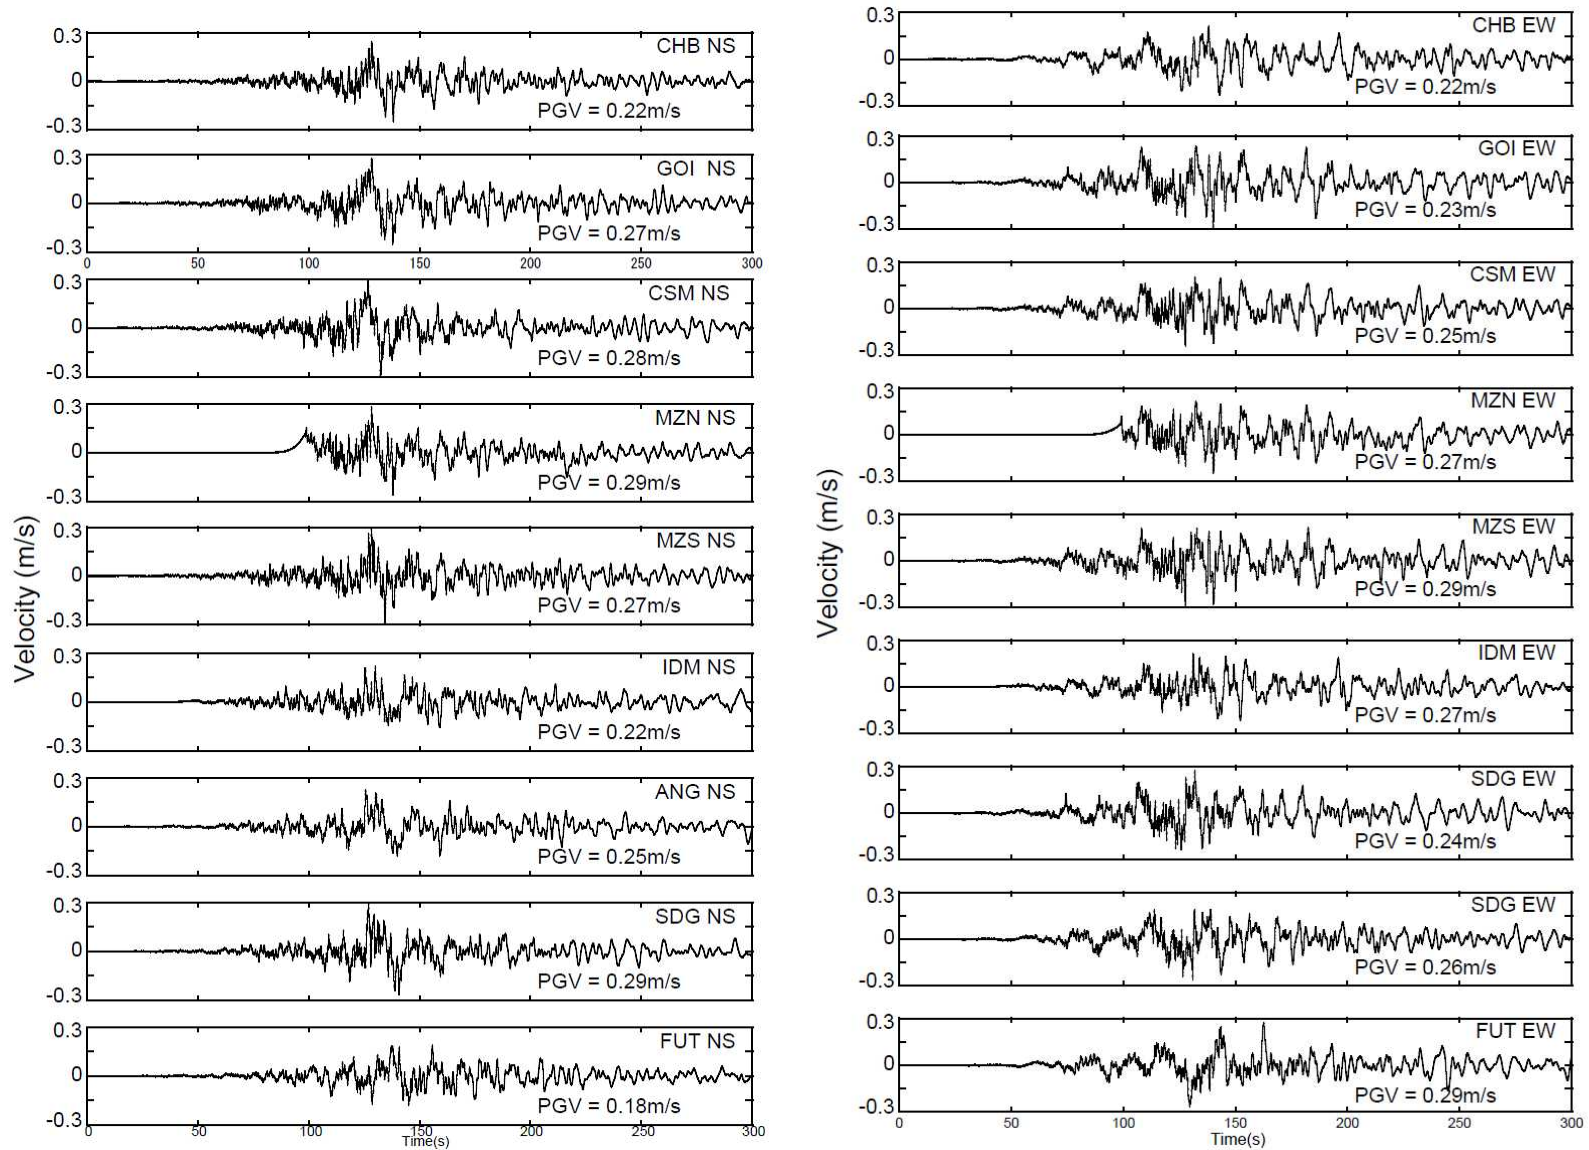 0.3
CHB NS
0
PGV = 0.22m/s
-0.3
0.3
GOI NS
0
PGV = 0.27m/s
-0.3
0 50 100 150 200 250 300
0.3
CSM NS
0
PGV = 0.28m/s
-0.3
0.3
MZN NS
0
PGV = 0.29m/s
-0.3
0.3
MZS NS
0
PGV = 0.27m/s
-0.3
0.3
IDM NS
0
PGV = 0.22m/s
-0.3
0.3
ANG NS
0
PGV = 0.25m/s
-0.3
0.3
SDG NS
0
PGV = 0.29m/s
-0.3
0.3
FUT NS
0
PGV = 0.18m/s
-0.3
0 50 100 150 200 250 300
Time(s)
Velocity (m/s)
0.3
CHB EW
0
PGV = 0.22m/s
-0.3
0.3
GOI EW
0
PGV = 0.23m/s
-0.3
0.3
CSM EW
0
PGV = 0.25m/s
-0.3
0.3
MZN EW
0
PGV = 0.27m/s
-0.3
0.3
MZS EW
0
PGV = 0.29m/s
-0.3
0.3
IDM EW
0
PGV = 0.27m/s
-0.3
0.3
SDG EW
0
PGV = 0.24m/s
-0.3
0.3
SDG EW
0
PGV = 0.26m/s
-0.3
0.3
FUT EW
0
PGV = 0.29m/s
-0.3
0 50 100 150 200 250 300
Time(s)
Velocity (m/s)